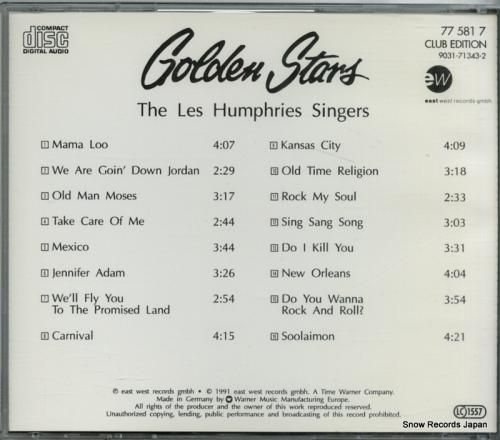 COMPACT
disc
DIGITAL AUDIO
Golden Stars
77 581 7
CLUB EDITION
9031-71343-2
ew
east west records gmbh
The Les Humphries Singers
1 Mama Loo 4:07
2 We Are Goin' Down Jordan 2:29
3 Old Man Moses 3:17
4 Take Care Of Me 2:44
5 Mexico 3:44
6 Jennifer Adam 3:26
7 We'll Fly You
To The Promised Land 2:54
8 Carnival 4:15
9 Kansas City 4:09
10 Old Time Religion 3:18
11 Rock My Soul 2:33
12 Sing Sang Song 3:03
13 Do I Kill You 3:31
14 New Orleans 4:04
15 Do You Wanna 3:54
Rock And Roll?
16 Soolaimon 4:21
℗ east west records gmbh • © 1991 east west records gmbh. A Time Warner Company.
Made in Germany by Warner Music Manufacturing Europe.
All rights of the producer and the owner of this work reproduced reserved.
Unauthorized copying, lending, public performance and broadcasting of this record prohibited.
LC 1557
Snow Records Japan